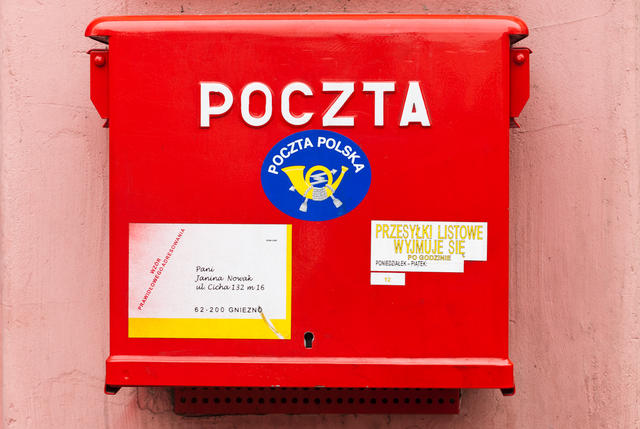 POCZTA
POCZTA POLSKA
WZÓR
PRAWIDŁOWEGO ADRESOWANIA
Pani
Janina Nowak
ul. Cicha 132 m 16
62-200 GNIEZNO
PRZESYŁKI LISTOWE
WYJMUJE SIĘ
PO GODZINIE
PONIEDZIAŁEK – PIĄTEK:
12